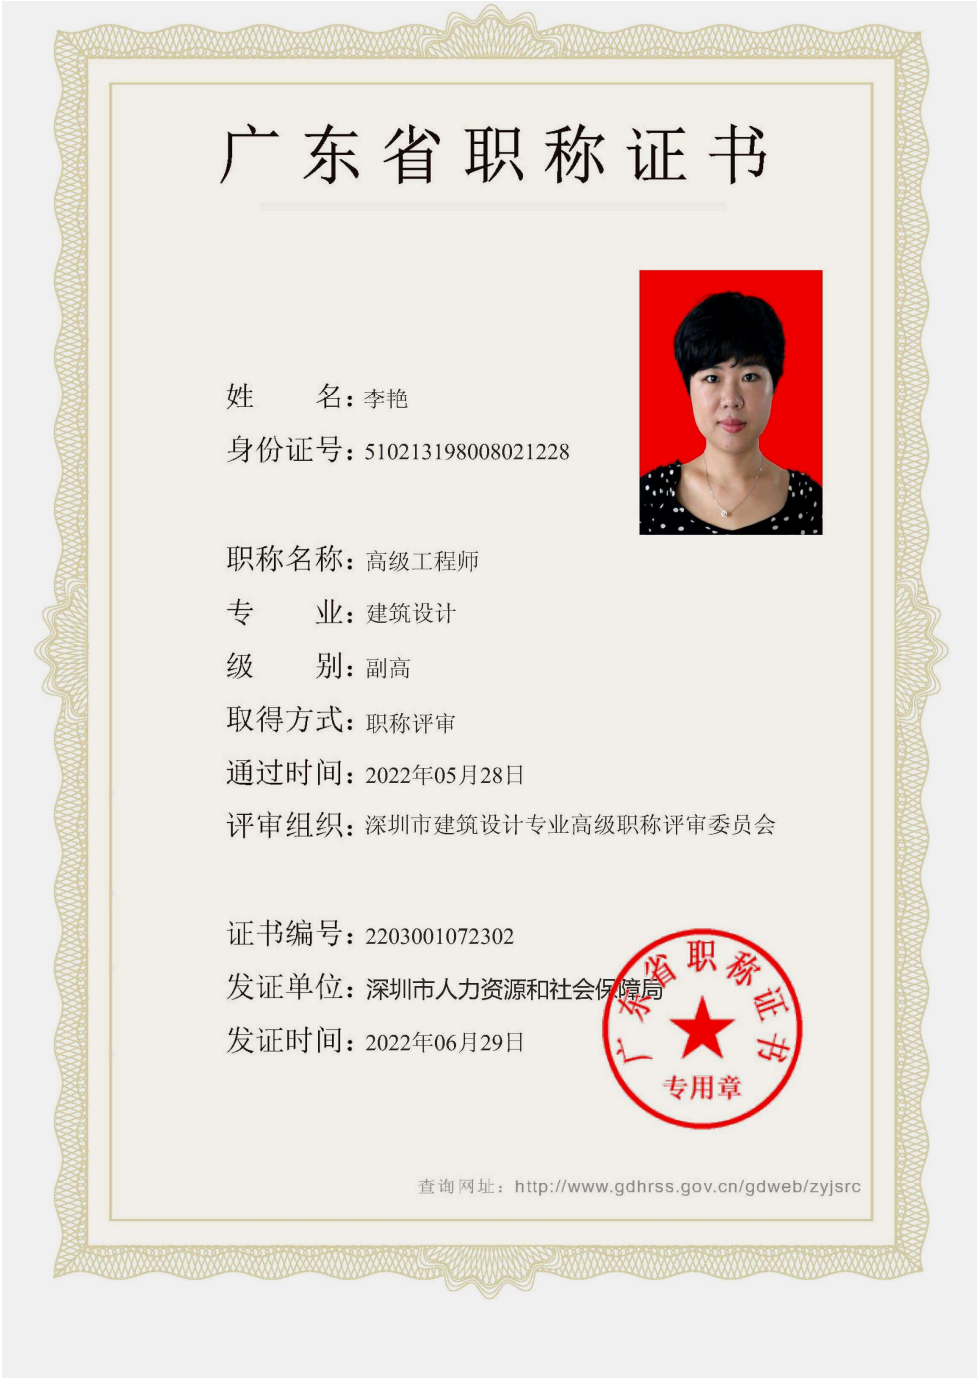 广东省职称证书
姓 名：李艳
身份证号：510213198008021228
职称名称：高级工程师
专 业：建筑设计
级 别：副高
取得方式：职称评审
通过时间：2022年05月28日
评审组织：深圳市建筑设计专业高级职称评审委员会
证书编号：2203001072302
发证单位：深圳市人力资源和社会保障局
发证时间：2022年06月29日
广东省职称证书
专用章
查询网址：http://www.gdhrss.gov.cn/gdweb/zyjsrc